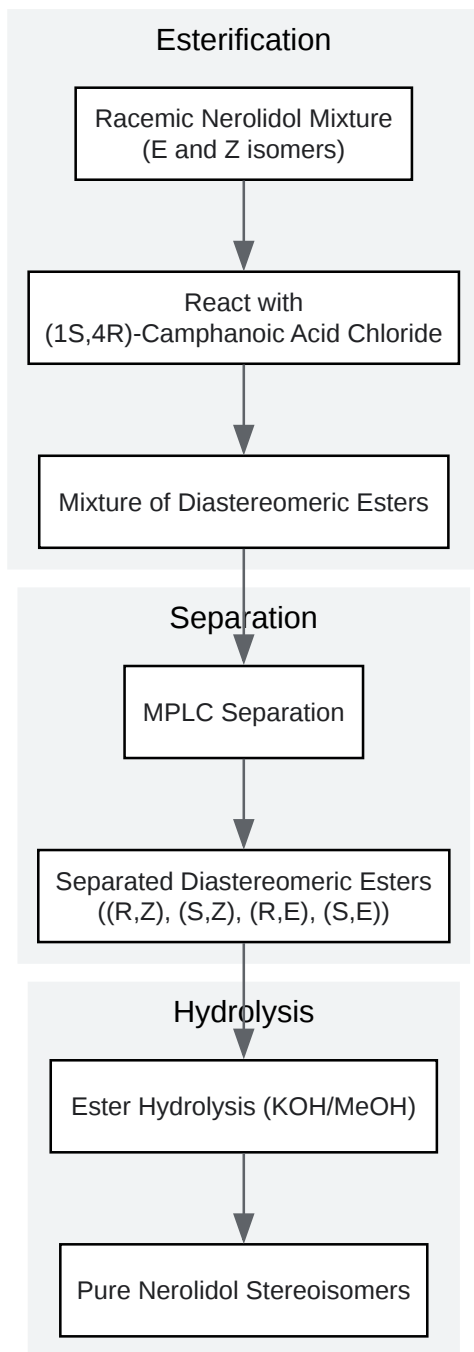 Esterification
Racemic Nerolidol Mixture
(E and Z isomers)
React with
(1S,4R)-Camphanoic Acid Chloride
Mixture of Diastereomeric Esters
Separation
MPLC Separation
Separated Diastereomeric Esters
((R,Z), (S,Z), (R,E), (S,E))
Hydrolysis
Ester Hydrolysis (KOH/MeOH)
Pure Nerolidol Stereoisomers